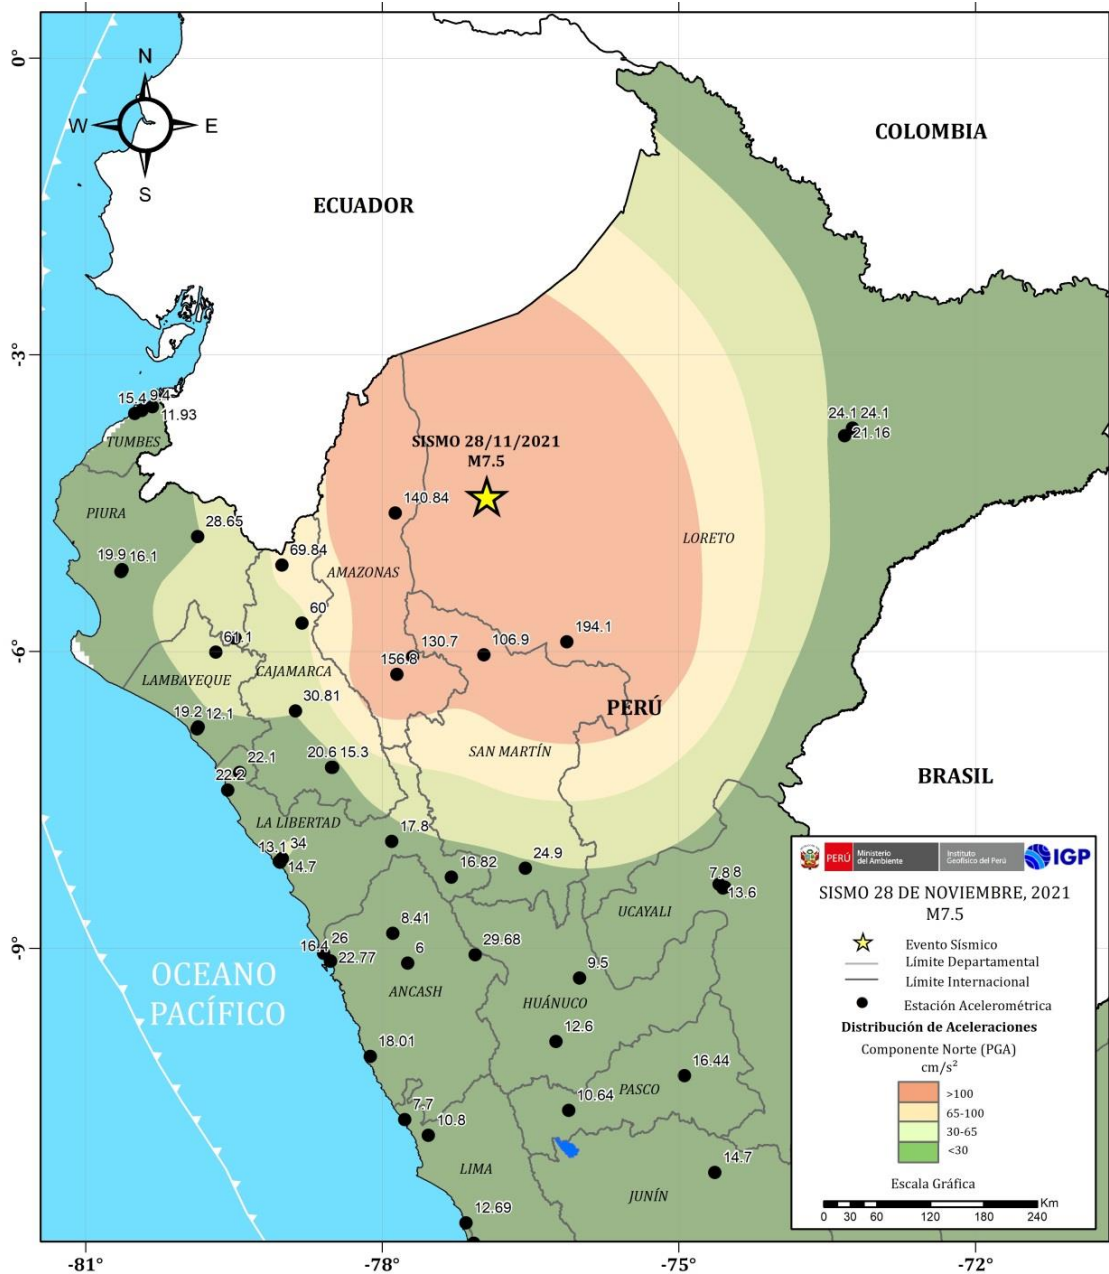 0°
N
W E
S
COLOMBIA
ECUADOR
-3°
15.4 9.4
11.93
TUMBES
SISMO 28/11/2021
M7.5
24.1 24.1
21.16
140.84
PIURA
28.65
LORETO
69.84
AMAZONAS
19.9 16.1
60
61.1
130.7
106.9
194.1
-6°
156.8
CAJAMARCA
LAMBAYEQUE
30.81
PERÚ
19.2 12.1
SAN MARTÍN
20.6 15.3
22.1
22.2
BRASIL
LA LIBERTAD
17.8
13.1 34
14.7
16.82
24.9
7.8 8
13.6
UCAYALI
8.41
16.4 26
22.77
6
29.68
-9°
9.5
OCEANO
PACÍFICO
ANCASH
HUÁNUCO
12.6
18.01
16.44
PASCO
10.64
7.7
10.8
LIMA
14.7
JUNÍN
12.69
PERÚ
Ministerio
del Ambiente
Instituto
Geofísico del Perú
IGP
SISMO 28 DE NOVIEMBRE, 2021
M7.5
Evento Sísmico
Límite Departamental
Límite Internacional
Estación Acelerométrica
Distribución de Aceleraciones
Componente Norte (PGA)
cm/s²
>100
65-100
30-65
<30
Escala Gráfica
Km
0 30 60 120 180 240
-81° -78° -75° -72°